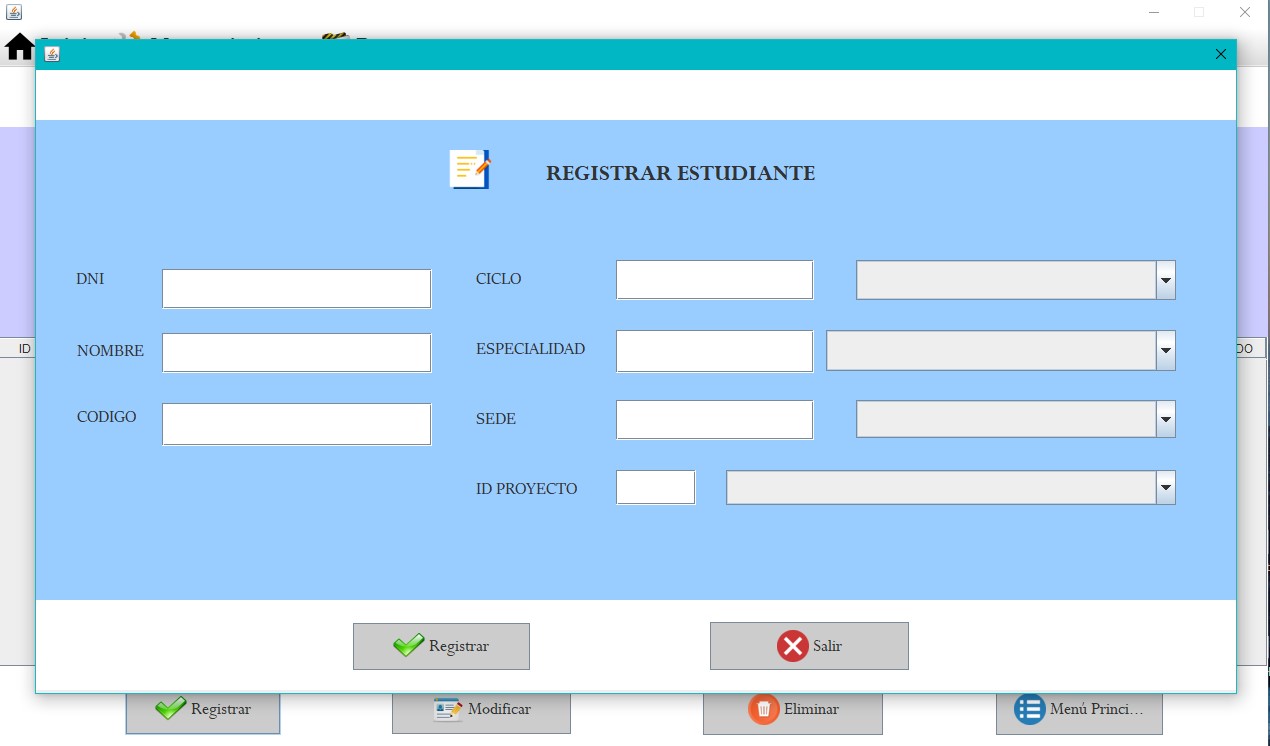 REGISTRAR ESTUDIANTE
DNI
CICLO
NOMBRE
ESPECIALIDAD
CODIGO
SEDE
ID PROYECTO
ID
DO
Registrar
Salir
Registrar
Modificar
Eliminar
Menú Princi...